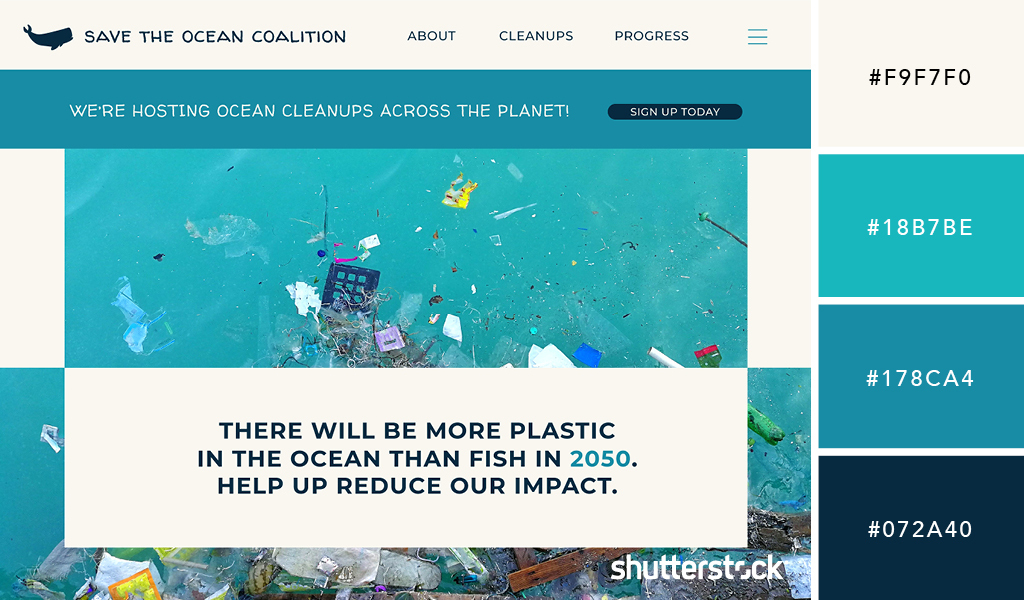 SAVE THE OCEAN COALITION
ABOUT
CLEANUPS
PROGRESS
WE'RE HOSTING OCEAN CLEANUPS ACROSS THE PLANET!
SIGN UP TODAY
THERE WILL BE MORE PLASTIC
IN THE OCEAN THAN FISH IN 2050.
HELP UP REDUCE OUR IMPACT.
shutterstock
#F9F7F0
#18B7BE
#178CA4
#072A40